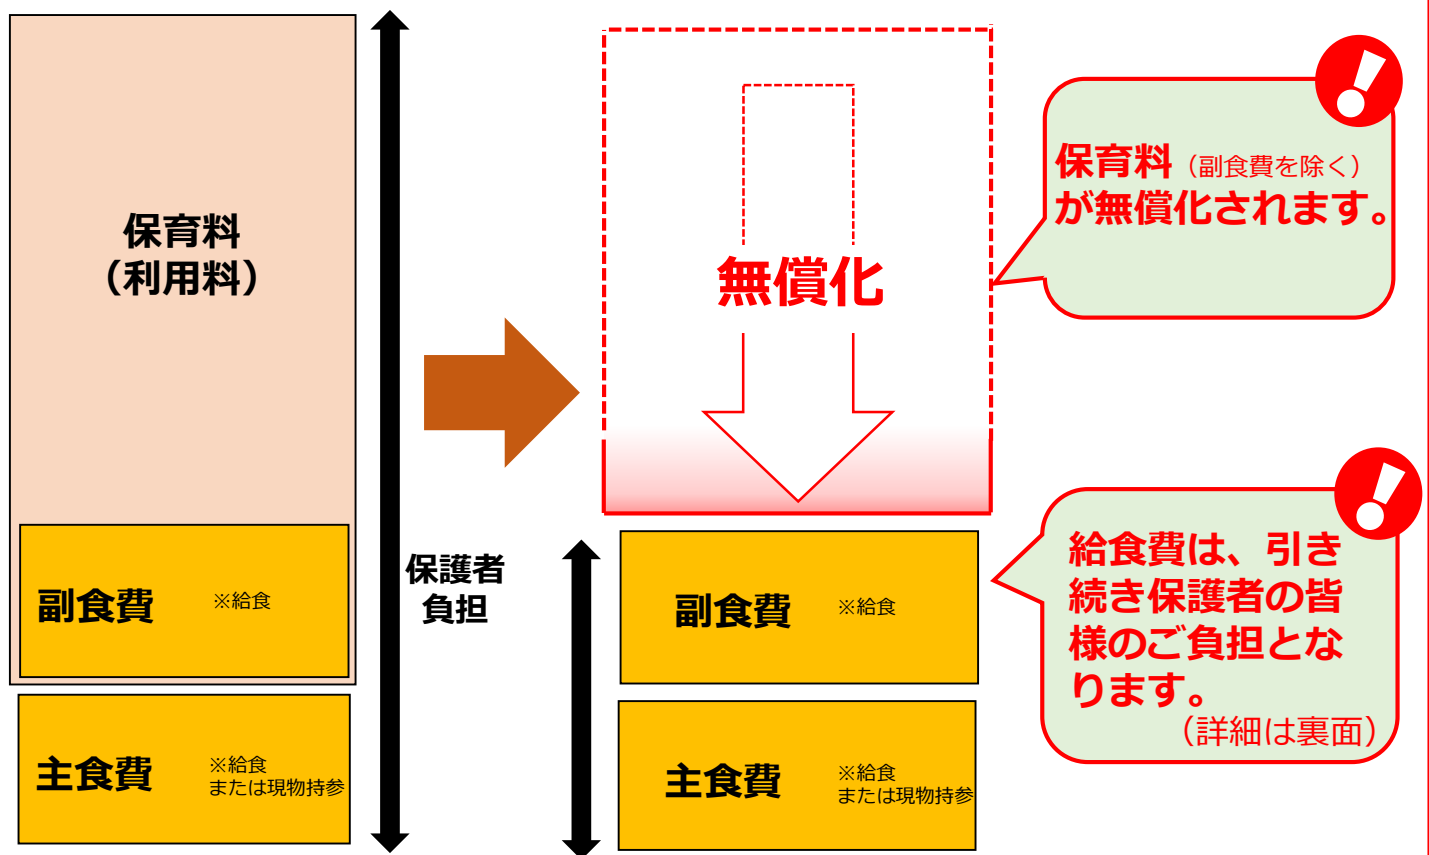 保育料
（利用料）
副食費 ※給食
主食費 ※給食
または現物持参
保護者
負担
無償化
副食費 ※給食
主食費 ※給食
または現物持参
保育料（副食費を除く）
が無償化されます。
給食費は、引き
続き保護者の皆
様のご負担とな
ります。
（詳細は裏面）